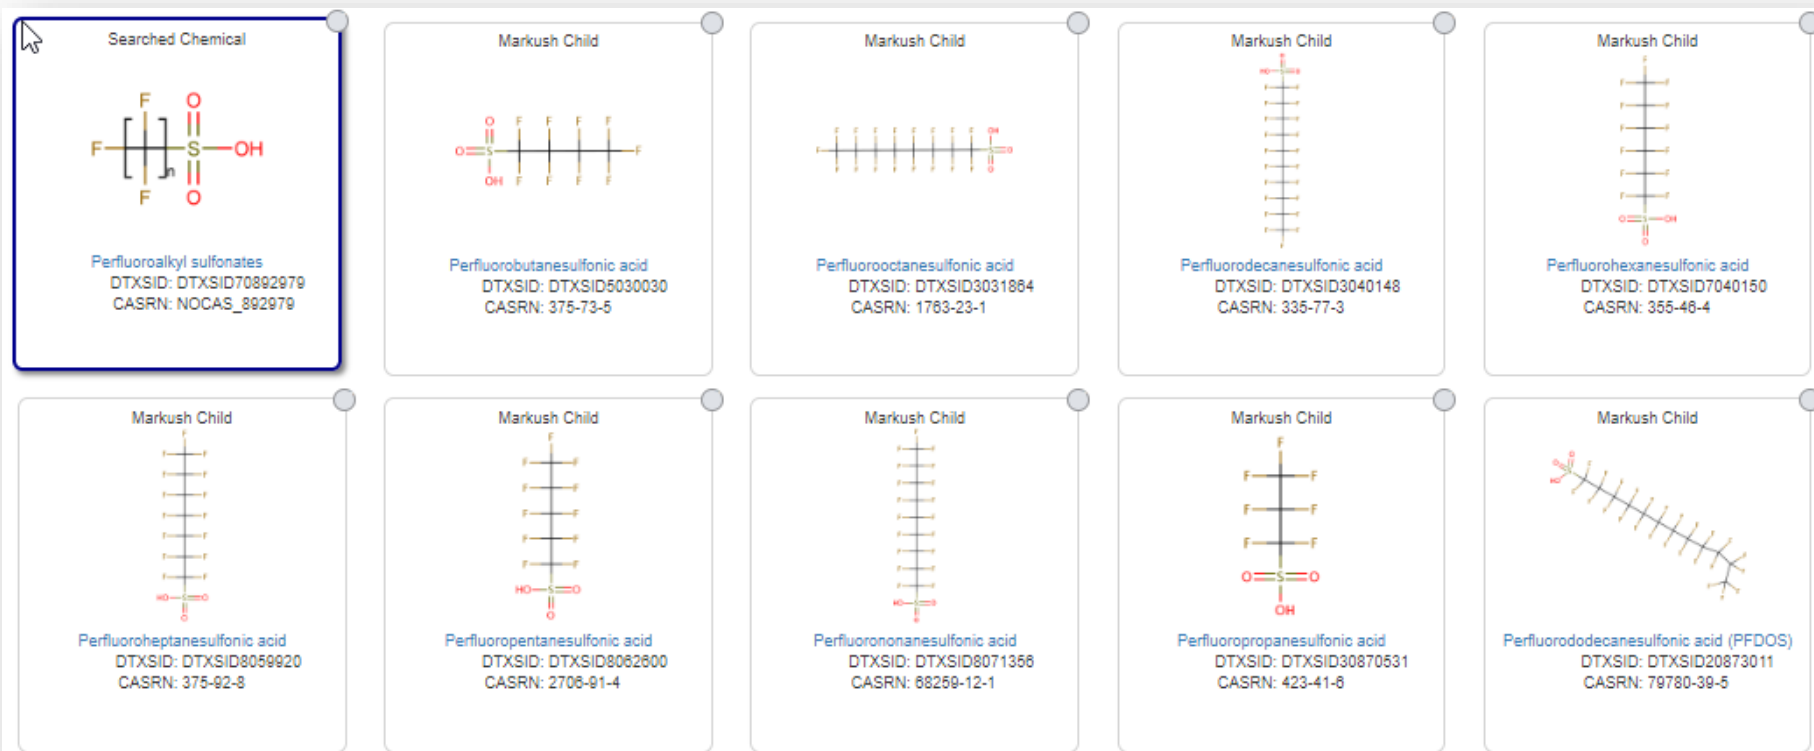 Searched Chemical
F O
F [ ]n S OH
F O
Perfluoroalkyl sulfonates
DTXSID: DTXSID70892979
CASRN: NOCAS_892979
Markush Child
O F F F F
O S F
OH F F F F
Perfluorobutanesulfonic acid
DTXSID: DTXSID5030030
CASRN: 375-73-5
Markush Child
Perfluorooctanesulfonic acid
DTXSID: DTXSID3031864
CASRN: 1763-23-1
Markush Child
Perfluorodecanesulfonic acid
DTXSID: DTXSID3040148
CASRN: 335-77-3
Markush Child
Perfluorohexanesulfonic acid
DTXSID: DTXSID7040150
CASRN: 355-46-4
Markush Child
Perfluoroheptanesulfonic acid
DTXSID: DTXSID8059920
CASRN: 375-92-8
Markush Child
F
F F
F F
F F
F F
F F
HO S O
O
Perfluoropentanesulfonic acid
DTXSID: DTXSID8062600
CASRN: 2706-91-4
Markush Child
Perfluorononanesulfonic acid
DTXSID: DTXSID8071356
CASRN: 68259-12-1
Markush Child
F
F F
F F
F F
O S O
OH
Perfluoropropanesulfonic acid
DTXSID: DTXSID30870531
CASRN: 423-41-6
Markush Child
Perfluorododecanesulfonic acid (PFDOS)
DTXSID: DTXSID20873011
CASRN: 79780-39-5